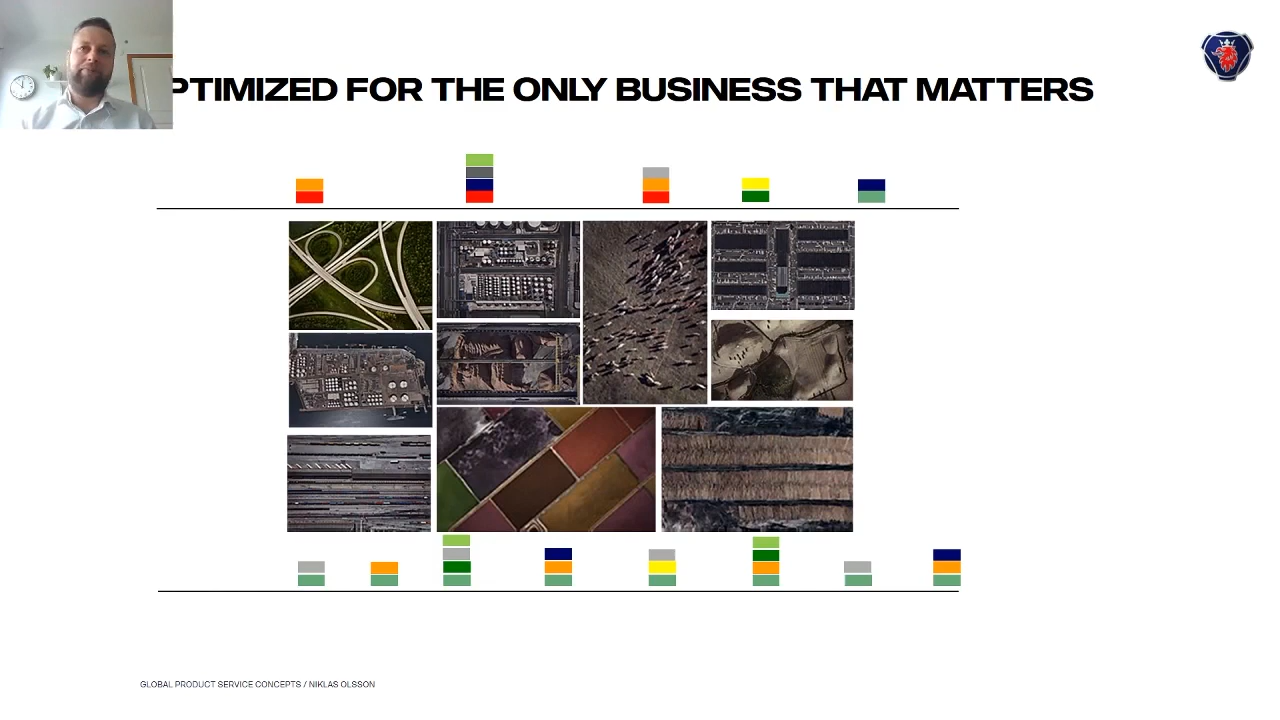 PTIMIZED FOR THE ONLY BUSINESS THAT MATTERS
GLOBAL PRODUCT SERVICE CONCEPTS / NIKLAS OLSSON